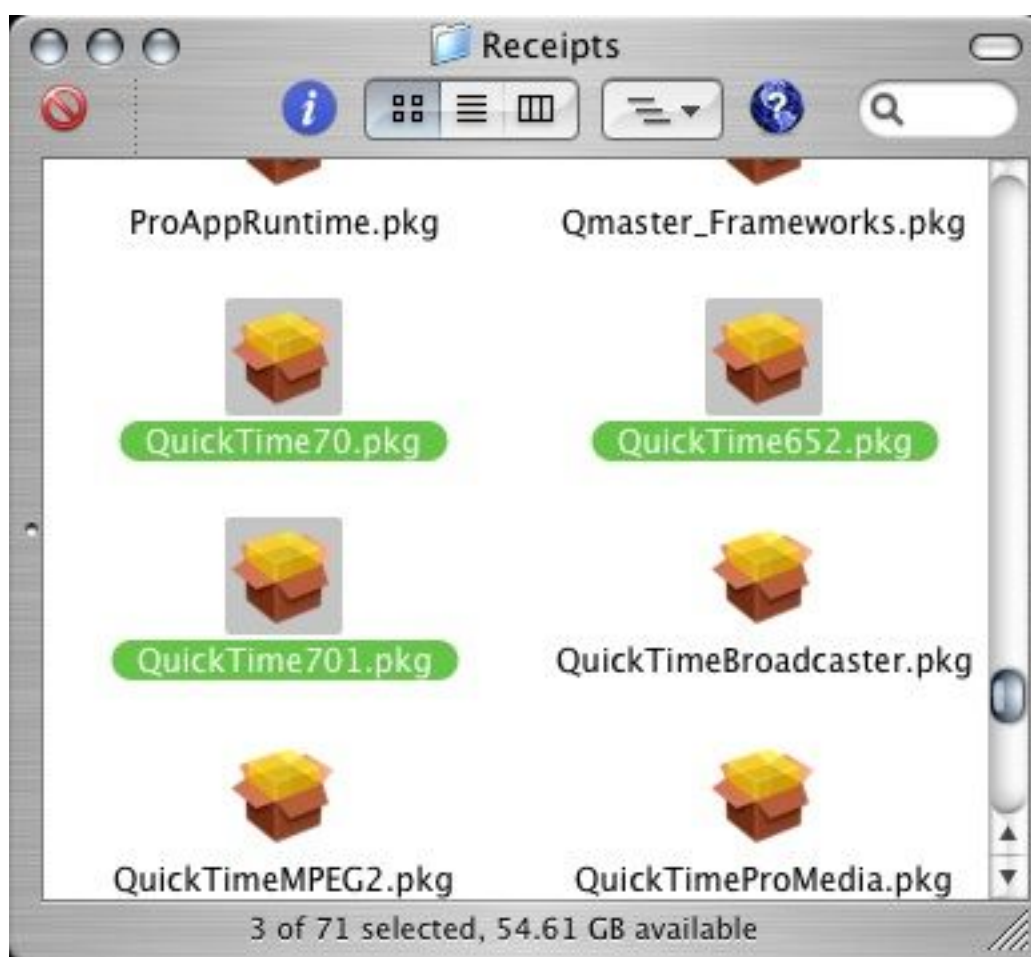 Receipts
ProAppRuntime.pkg
Qmaster_Frameworks.pkg
QuickTime70.pkg
QuickTime652.pkg
QuickTime701.pkg
QuickTimeBroadcaster.pkg
QuickTimeMPEG2.pkg
QuickTimeProMedia.pkg
3 of 71 selected, 54.61 GB available